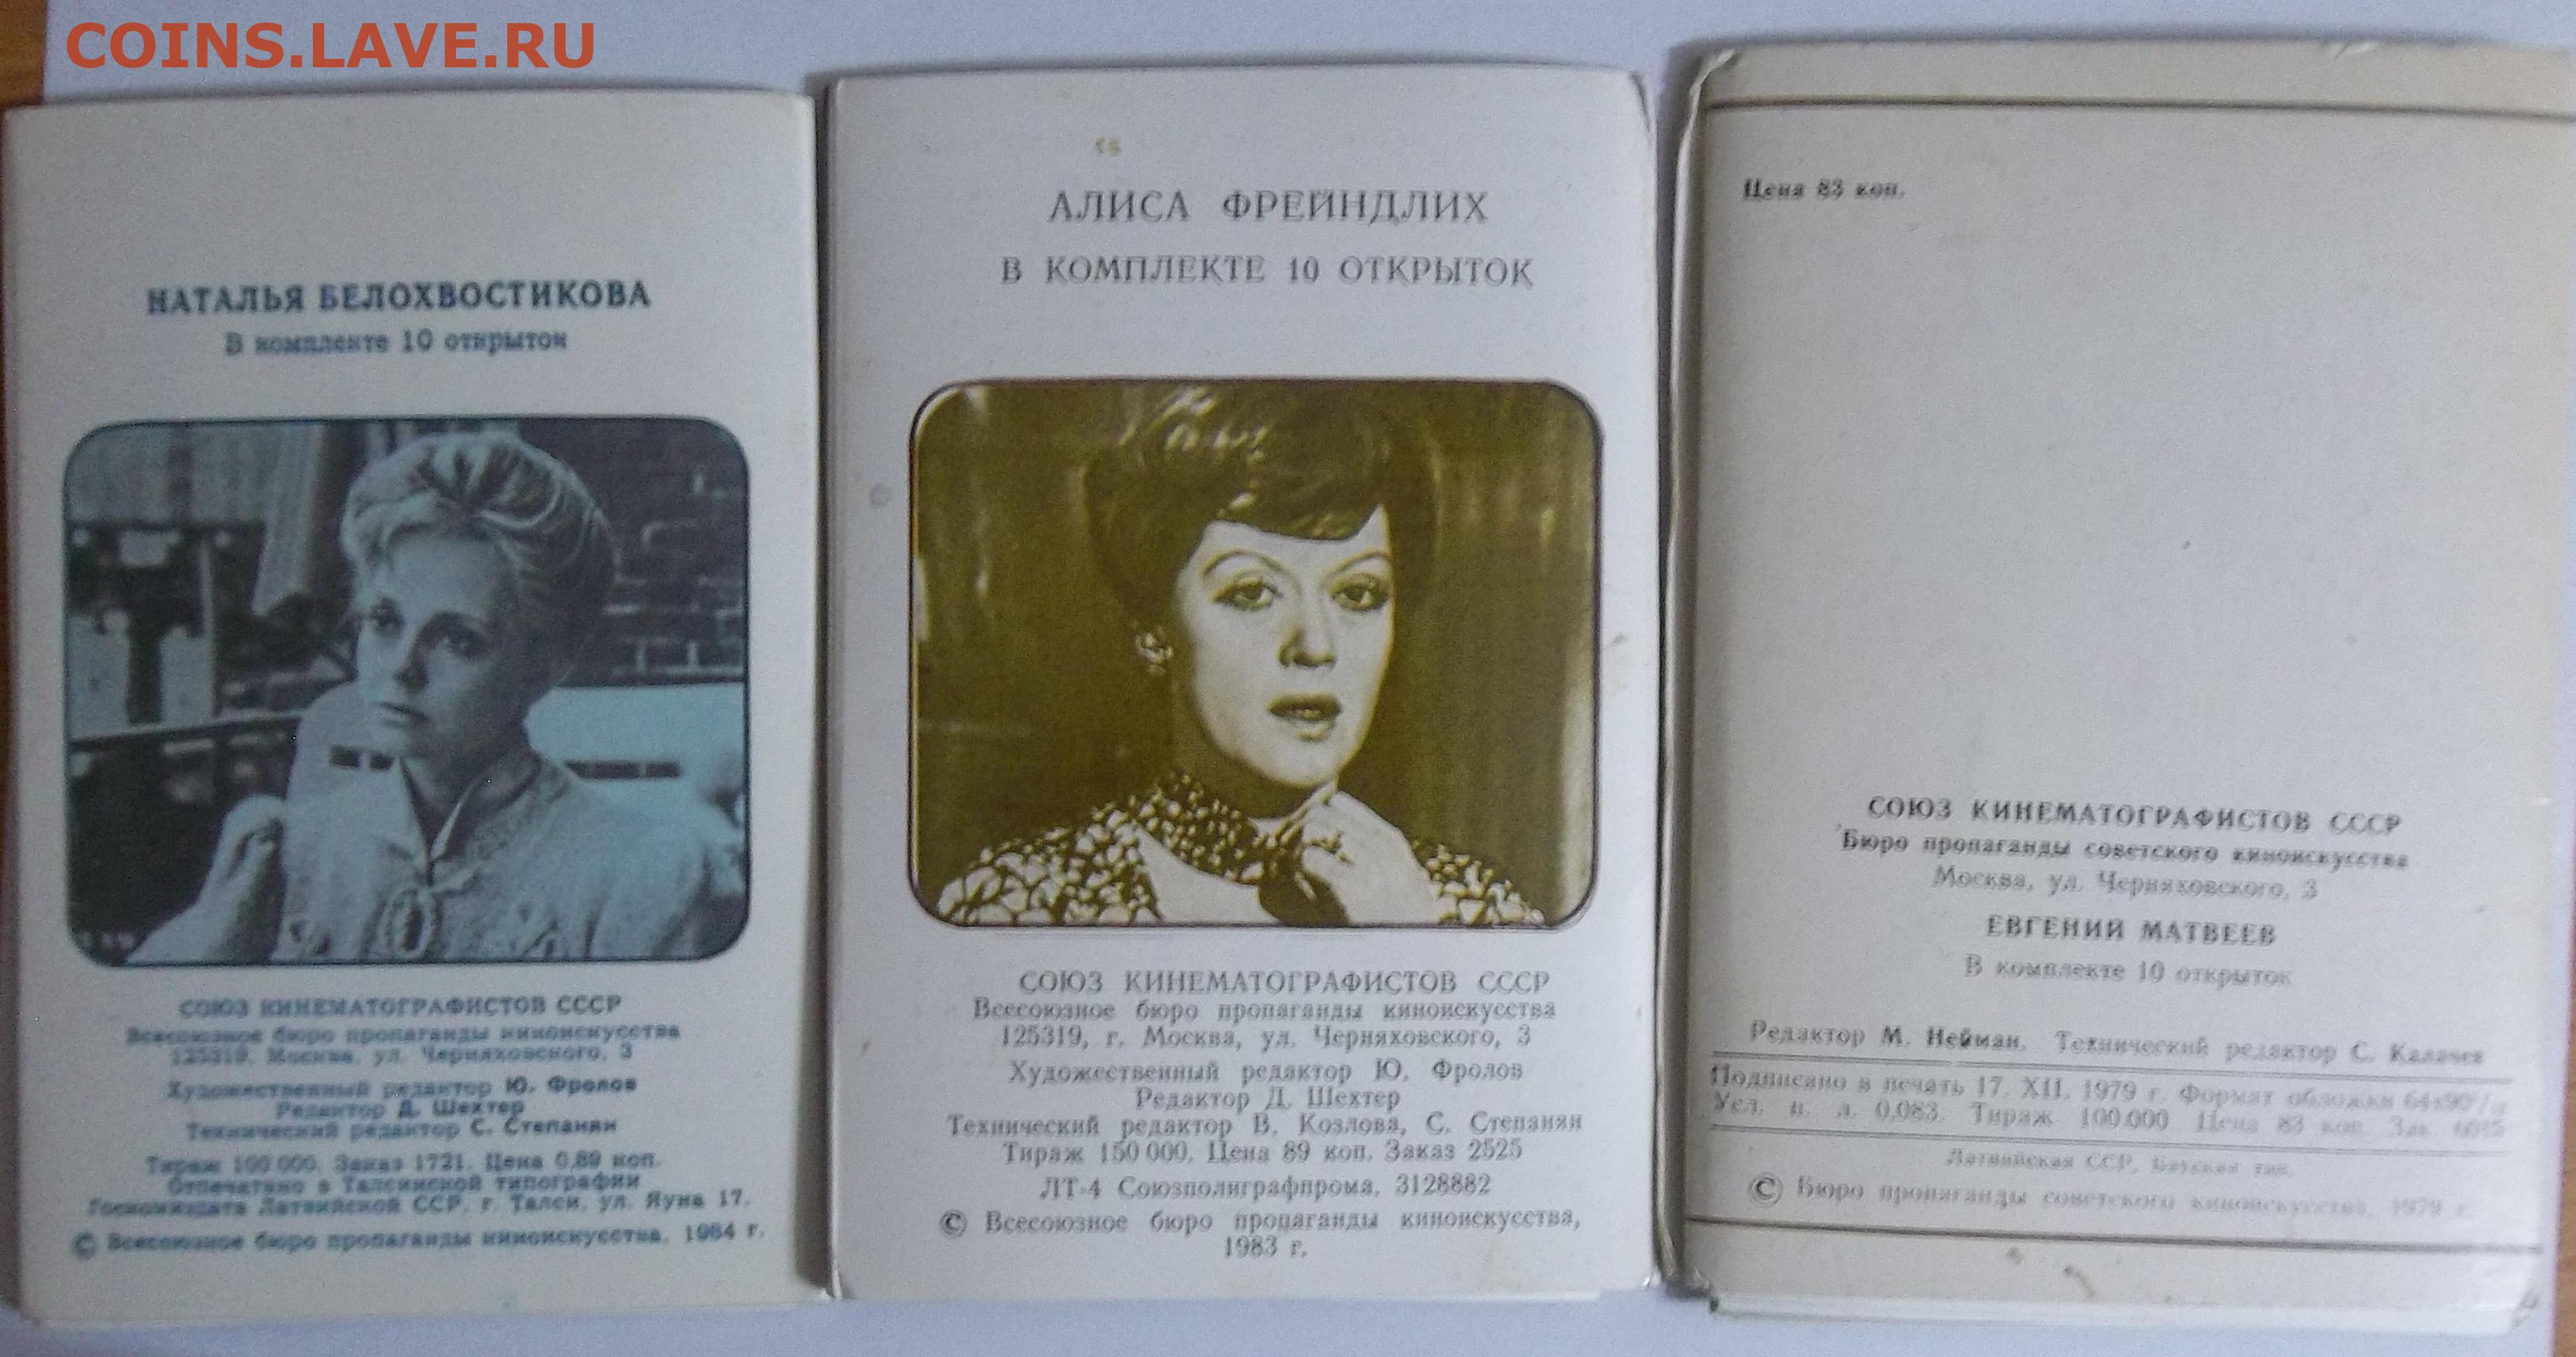 COINS.LAVE.RU
НАТАЛЬЯ БЕЛОХВОСТИКОВА
В комплекте 10 открыток
СОЮЗ КИНЕМАТОГРАФИСТОВ СССР
Всесоюзное бюро пропаганды киноискусства
125319, Москва, ул. Черняховского, 3
Художественный редактор Ю. Фролов
Редактор Д. Шехтер
Технический редактор С. Степанян
Тираж 100 000. Заказ 1721. Цена 0,89 коп.
Отпечатано в Талсинской типографии
Госкомиздата Латвийской ССР, г. Талси, ул. Яуна 17.
© Всесоюзное бюро пропаганды киноискусства, 1984 г.
АЛИСА ФРЕЙНДЛИХ
В КОМПЛЕКТЕ 10 ОТКРЫТОК
СОЮЗ КИНЕМАТОГРАФИСТОВ СССР
Всесоюзное бюро пропаганды киноискусства
125319, г. Москва, ул. Черняховского, 3
Художественный редактор Ю. Фролов
Редактор Д. Шехтер
Технический редактор В. Козлова, С. Степанян
Тираж 150 000. Цена 89 коп. Заказ 2525
ЛТ-4 Союзполиграфпрома. 3128882
© Всесоюзное бюро пропаганды киноискусства,
1983 г.
Цена 83 коп.
СОЮЗ КИНЕМАТОГРАФИСТОВ СССР
Бюро пропаганды советского киноискусства
Москва, ул. Черняховского, 3
ЕВГЕНИЙ МАТВЕЕВ
В комплекте 10 открыток
Редактор М. Нейман. Технический редактор С. Калачев
Подписано в печать 17. XII. 1979 г. Формат обложки
Усл. п. л. 0,083. Тираж 100.000 Цена 83 коп. Зак. 6015
Латвийская ССР, Бауская тип.
© Бюро пропаганды советского киноискусства, 1979 г.